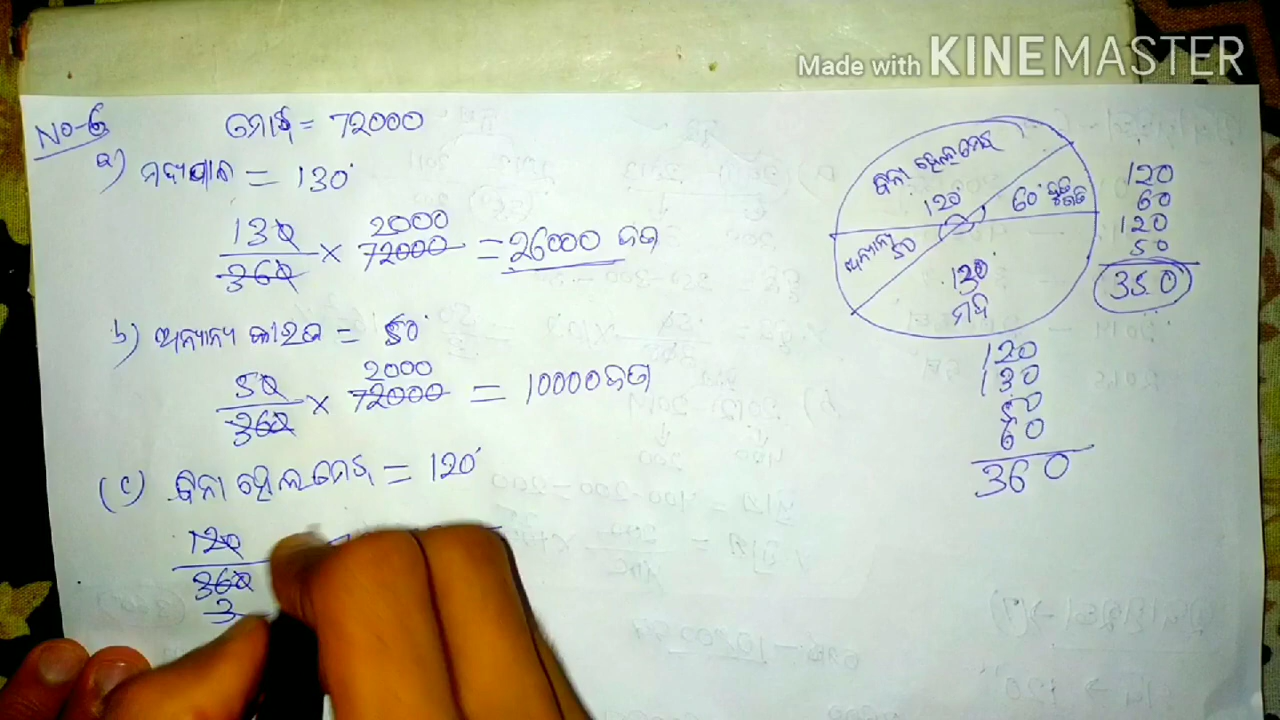 Made with KINEMASTER
No-6
ମୋଟ = 72000
a) ମଦ୍ୟପାନ = 130°
130/360 × 72000 2000 = 26000 ଜଣ
b) ଅନ୍ୟାନ୍ୟ କାରଣ = 50°
50/360 × 72000 2000 = 10000 ଜଣ
(c) ବିନା ହେଲମେଟ = 120°
120
360
3
ବିନା ହେଲମେଟ
120°
60°
ଅନ୍ୟାନ୍ୟ
50
130°
ମଦ
120
60
120
50
350
120
130
50
60
360